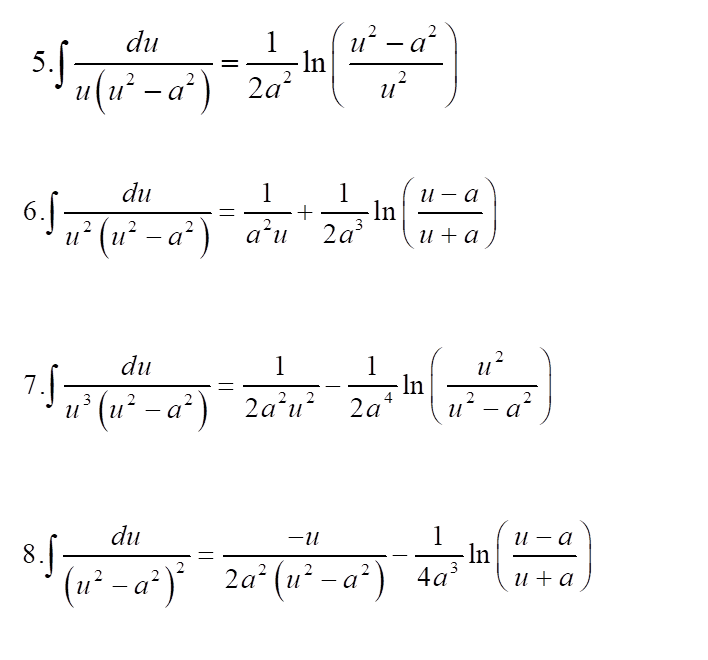 5. ∫ du / (u(u² − a²)) = 1/(2a²) ln((u² − a²)/u²)
6. ∫ du / (u²(u² − a²)) = 1/(a²u) + 1/(2a³) ln((u − a)/(u + a))
7. ∫ du / (u³(u² − a²)) = 1/(2a²u²) − 1/(2a⁴) ln(u²/(u² − a²))
8. ∫ du / (u² − a²)² = −u/(2a²(u² − a²)) − 1/(4a³) ln((u − a)/(u + a))